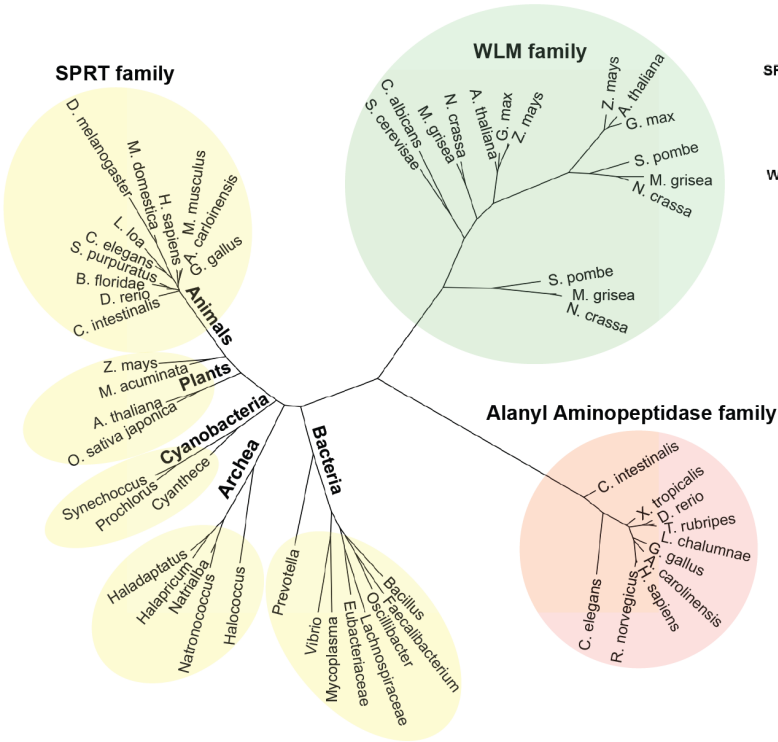 WLM family
SPRT family
SF
W
D. melanogaster
M. domestica
H. sapiens
M. musculus
A. carloinensis
G. gallus
L. loa
C. elegans
S. purpuratus
B. floridae
D. rerio
C. intestinalis
Animals
C. albicans
S. cerevisae
M. grisea
N. crassa
A. thaliana
G. max
Z. mays
Z. mays
A. thaliana
G. max
S. pombe
M. grisea
N. crassa
S. pombe
M. grisea
N. crassa
Z. mays
M. acuminata
Plants
A. thaliana
O. sativa japonica
Cyanobacteria
Synechoccus
Prochlorus
Cyanthece
Archea
Haladaptatus
Halapricum
Natrialba
Natronococcus
Halococcus
Bacteria
Prevotella
Vibrio
Mycoplasma
Eubacteriaceae
Lachnospiraceae
Oscillibacter
Faecalibacterium
Bacillus
Alanyl Aminopeptidase family
C. intestinalis
X. tropicalis
D. rerio
T. rubripes
L. chalumnae
G. gallus
A. carolinensis
H. sapiens
R. norvegicus
C. elegans